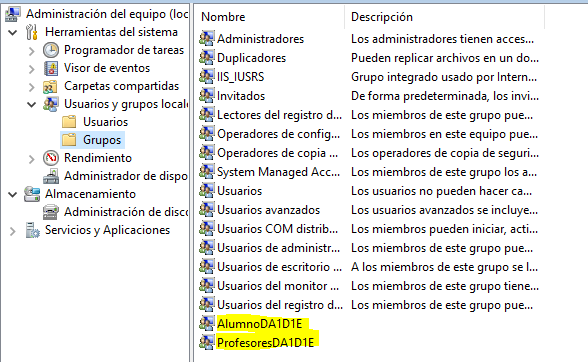 Administración del equipo (loc
Herramientas del sistema
Programador de tareas
Visor de eventos
Carpetas compartidas
Usuarios y grupos locale
Usuarios
Grupos
Rendimiento
Administrador de dispo
Almacenamiento
Administración de disco
Servicios y Aplicaciones
Nombre Descripción
Administradores Los administradores tienen acces...
Duplicadores Pueden replicar archivos en un do...
IIS_IUSRS Grupo integrado usado por Intern...
Invitados De forma predeterminada, los invi...
Lectores del registro d... Los miembros de este grupo pue...
Operadores de config... Los miembros en este equipo pue...
Operadores de copia ... Los operadores de copia de seguri...
System Managed Acc... Los miembros de este grupo los a...
Usuarios Los usuarios no pueden hacer ca...
Usuarios avanzados Los usuarios avanzados se incluye...
Usuarios COM distrib... Los miembros pueden iniciar, acti...
Usuarios de administr... Los miembros de este grupo pue...
Usuarios de escritorio ... A los miembros de este grupo se l...
Usuarios del monitor ... Los miembros de este grupo tiene...
Usuarios del registro d... Los miembros de este grupo pue...
AlumnoDA1D1E
ProfesoresDA1D1E